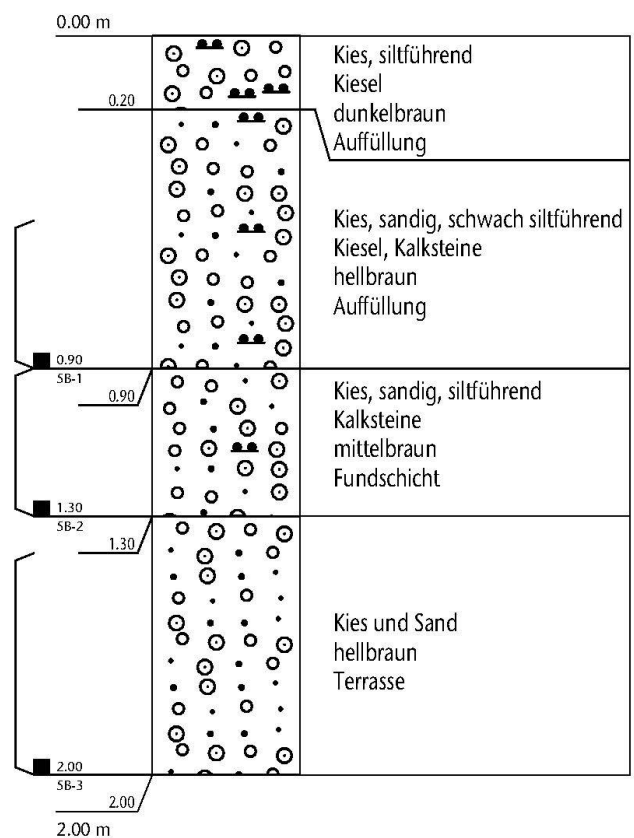 0.00 m
Kies, siltführend
Kiesel
dunkelbraun
Auffüllung
0.20
Kies, sandig, schwach siltführend
Kiesel, Kalksteine
hellbraun
Auffüllung
0.90
SB-1
0.90
Kies, sandig, siltführend
Kalksteine
mittelbraun
Fundschicht
1.30
SB-2
1.30
Kies und Sand
hellbraun
Terrasse
2.00
SB-3
2.00
2.00 m